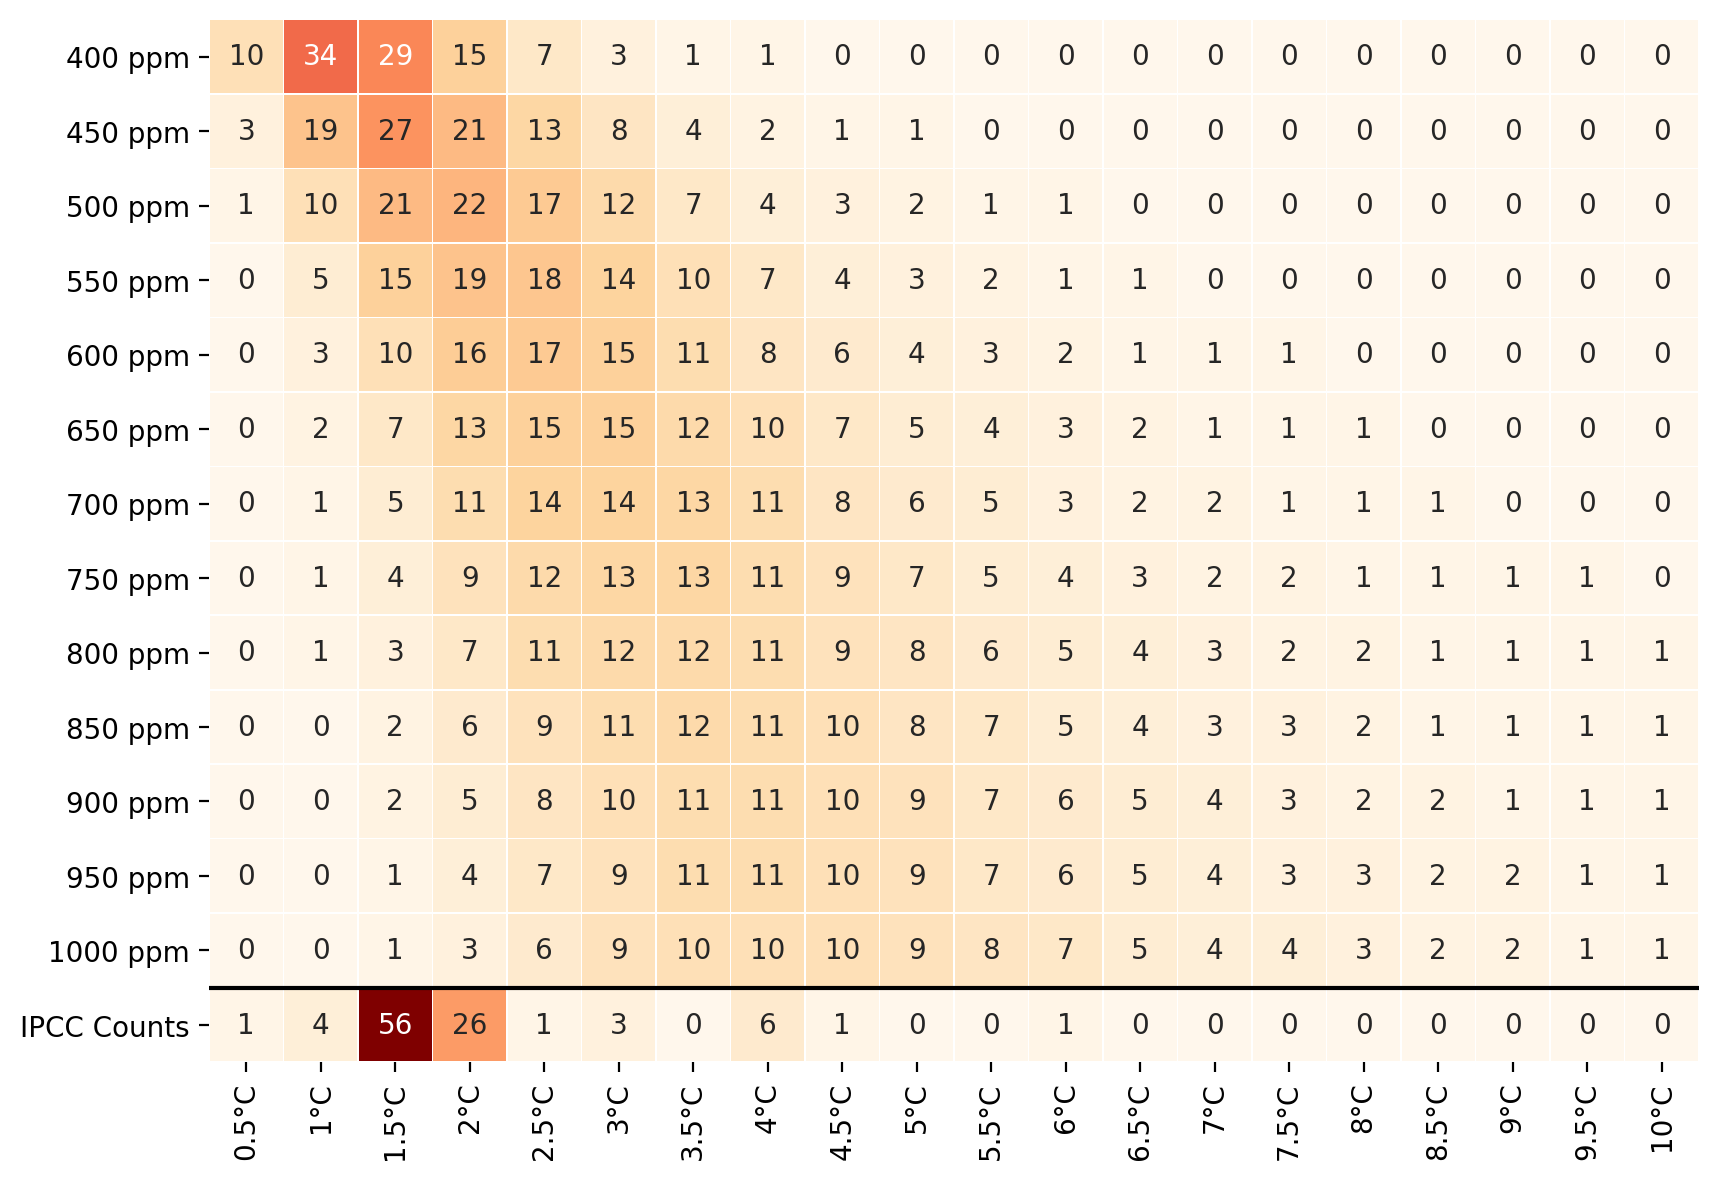 400 ppm 10 34 29 15 7 3 1 1 0 0 0 0 0 0 0 0 0 0 0 0
450 ppm 3 19 27 21 13 8 4 2 1 1 0 0 0 0 0 0 0 0 0 0
500 ppm 1 10 21 22 17 12 7 4 3 2 1 1 0 0 0 0 0 0 0 0
550 ppm 0 5 15 19 18 14 10 7 4 3 2 1 1 0 0 0 0 0 0 0
600 ppm 0 3 10 16 17 15 11 8 6 4 3 2 1 1 1 0 0 0 0 0
650 ppm 0 2 7 13 15 15 12 10 7 5 4 3 2 1 1 1 0 0 0 0
700 ppm 0 1 5 11 14 14 13 11 8 6 5 3 2 2 1 1 1 0 0 0
750 ppm 0 1 4 9 12 13 13 11 9 7 5 4 3 2 2 1 1 1 1 0
800 ppm 0 1 3 7 11 12 12 11 9 8 6 5 4 3 2 2 1 1 1 1
850 ppm 0 0 2 6 9 11 12 11 10 8 7 5 4 3 3 2 1 1 1 1
900 ppm 0 0 2 5 8 10 11 11 10 9 7 6 5 4 3 2 2 1 1 1
950 ppm 0 0 1 4 7 9 11 11 10 9 7 6 5 4 3 3 2 2 1 1
1000 ppm 0 0 1 3 6 9 10 10 10 9 8 7 5 4 4 3 2 2 1 1
IPCC Counts 1 4 56 26 1 3 0 6 1 0 0 1 0 0 0 0 0 0 0 0
0.5°C 1°C 1.5°C 2°C 2.5°C 3°C 3.5°C 4°C 4.5°C 5°C 5.5°C 6°C 6.5°C 7°C 7.5°C 8°C 8.5°C 9°C 9.5°C 10°C